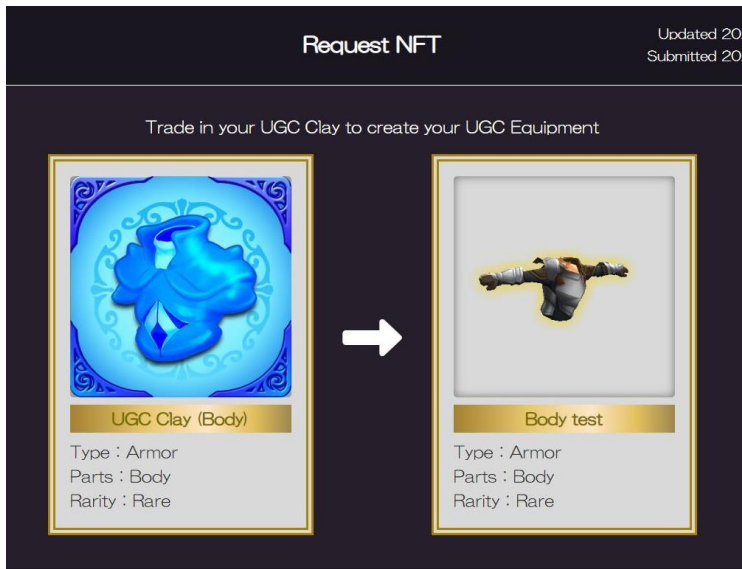 Request NFT
Updated 20
Submitted 20
Trade in your UGC Clay to create your UGC Equipment
UGC Clay (Body)
Type：Armor
Parts：Body
Rarity：Rare
Body test
Type：Armor
Parts：Body
Rarity：Rare